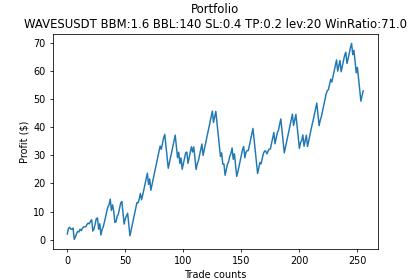 Portfolio
WAVESUSDT BBM:1.6 BBL:140 SL:0.4 TP:0.2 lev:20 WinRatio:71.0
70
60
50
40
30
20
10
0
Profit ($)
0 50 100 150 200 250
Trade counts